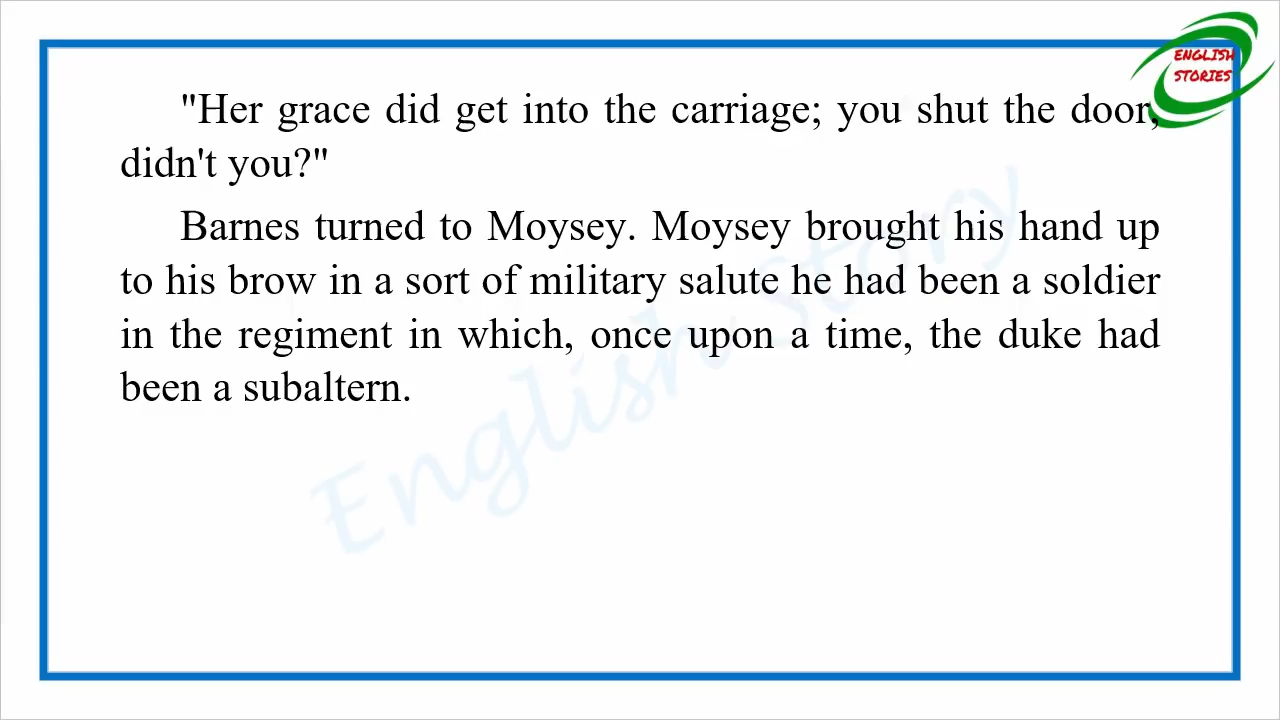 ENGLISH
STORIES
"Her grace did get into the carriage; you shut the door,
didn't you?"
Barnes turned to Moysey. Moysey brought his hand up
to his brow in a sort of military salute he had been a soldier
in the regiment in which, once upon a time, the duke had
been a subaltern.
English Story